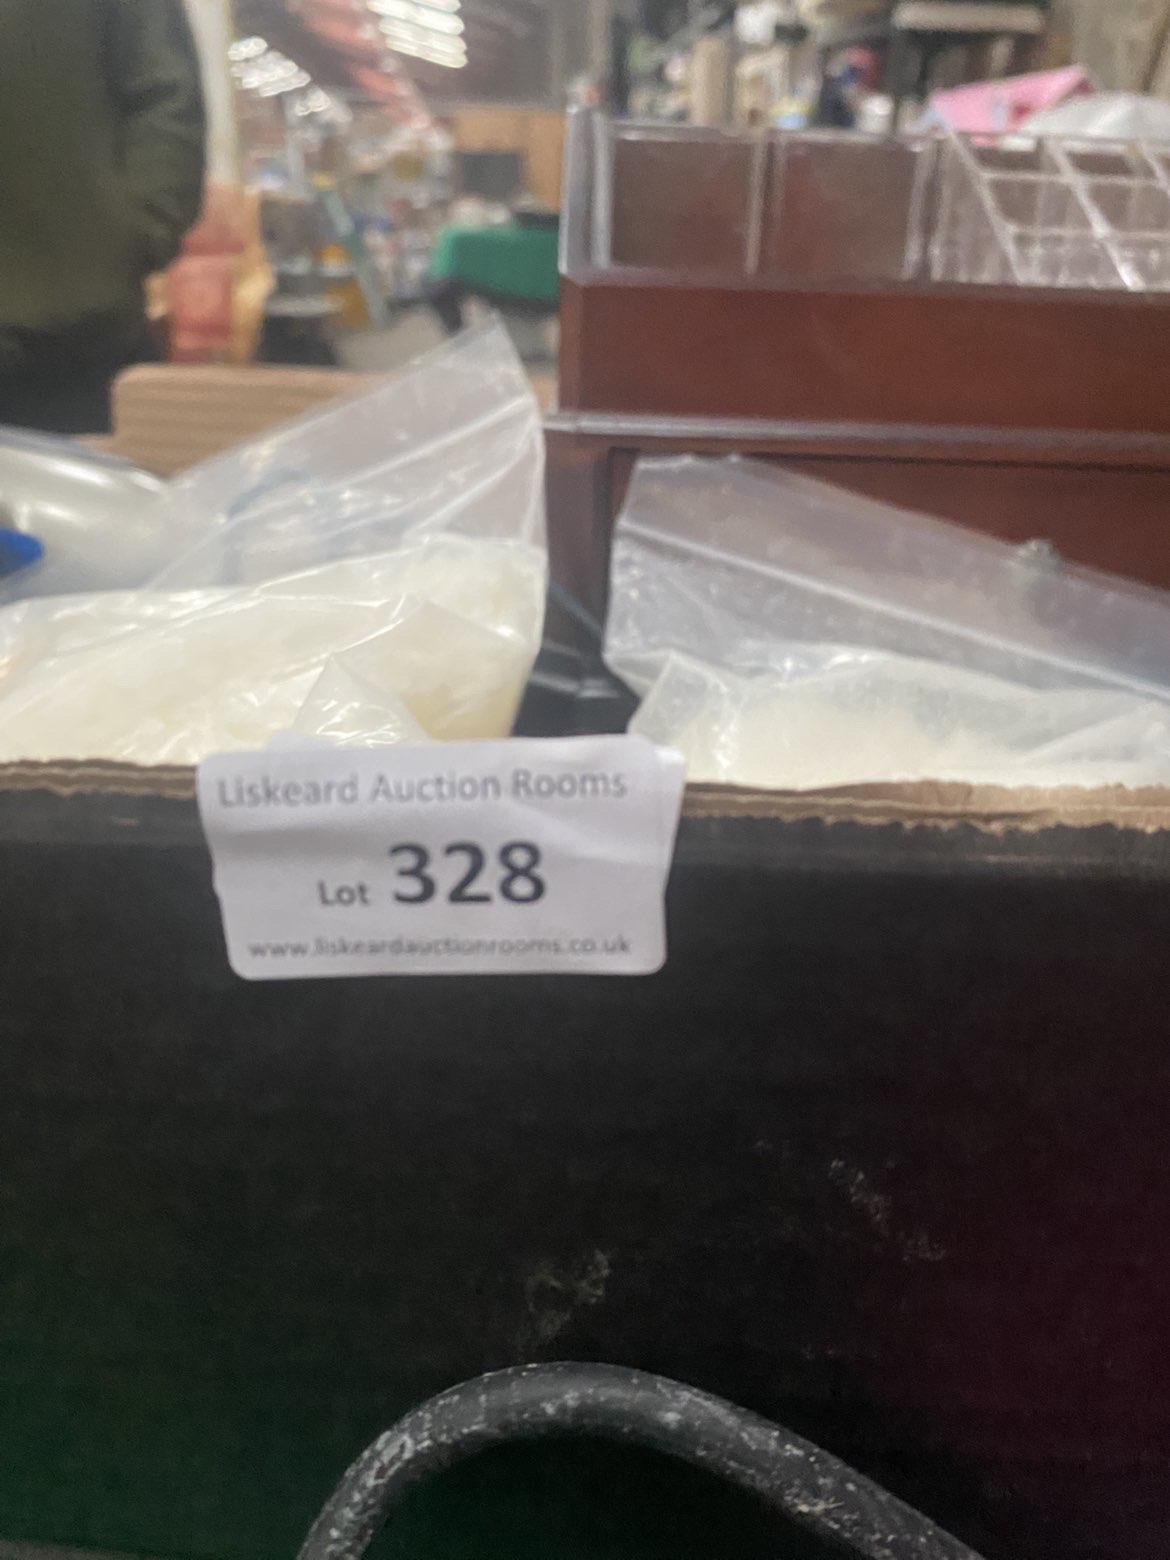 Liskeard Auction Rooms
Lot 328
www.liskeardauctionrooms.co.uk